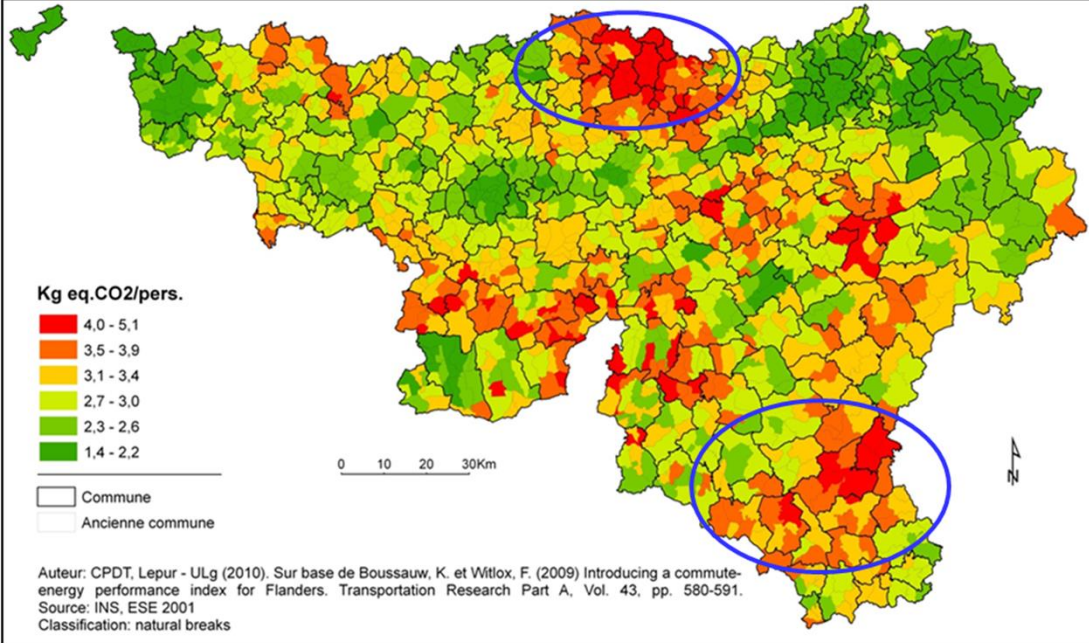 Kg eq.CO2/pers.
4,0 - 5,1
3,5 - 3,9
3,1 - 3,4
2,7 - 3,0
2,3 - 2,6
1,4 - 2,2
Commune
Ancienne commune
0 10 20 30Km
N
Auteur: CPDT, Lepur - ULg (2010). Sur base de Boussauw, K. et Witlox, F. (2009) Introducing a commute-
energy performance index for Flanders. Transportation Research Part A, Vol. 43, pp. 580-591.
Source: INS, ESE 2001
Classification: natural breaks